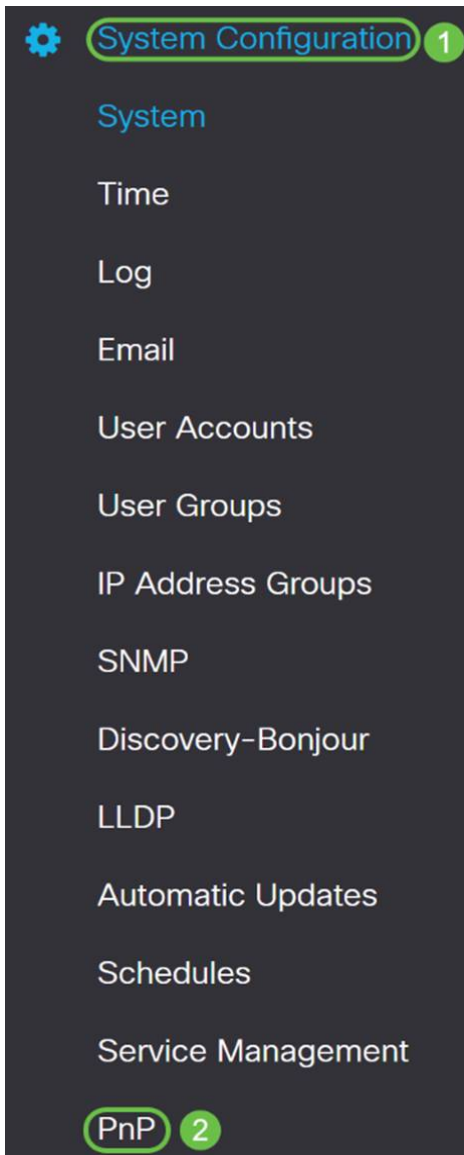 System Configuration 1
System
Time
Log
Email
User Accounts
User Groups
IP Address Groups
SNMP
Discovery-Bonjour
LLDP
Automatic Updates
Schedules
Service Management
PnP 2